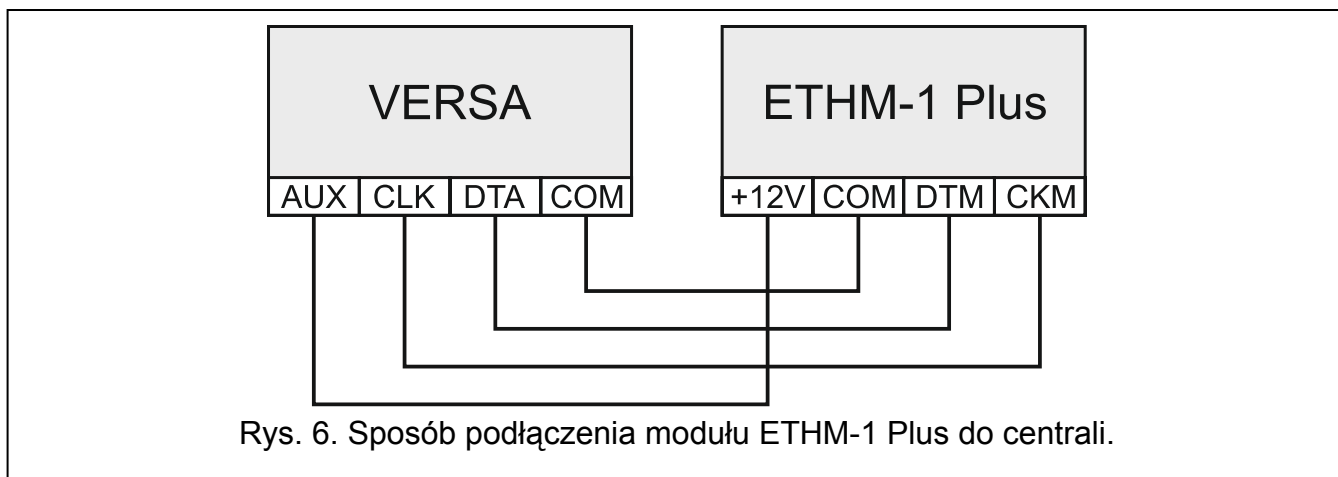 VERSA
ETHM-1 Plus
AUX CLK DTA COM
+12V COM DTM CKM
Rys. 6. Sposób podłączenia modułu ETHM-1 Plus do centrali.